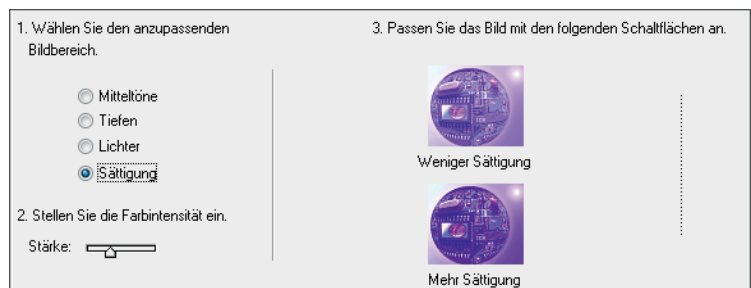 1. Wählen Sie den anzupassenden
Bildbereich.
Mitteltöne
Tiefen
Lichter
Sättigung
2. Stellen Sie die Farbintensität ein.
Stärke:
3. Passen Sie das Bild mit den folgenden Schaltflächen an.
Weniger Sättigung
Mehr Sättigung